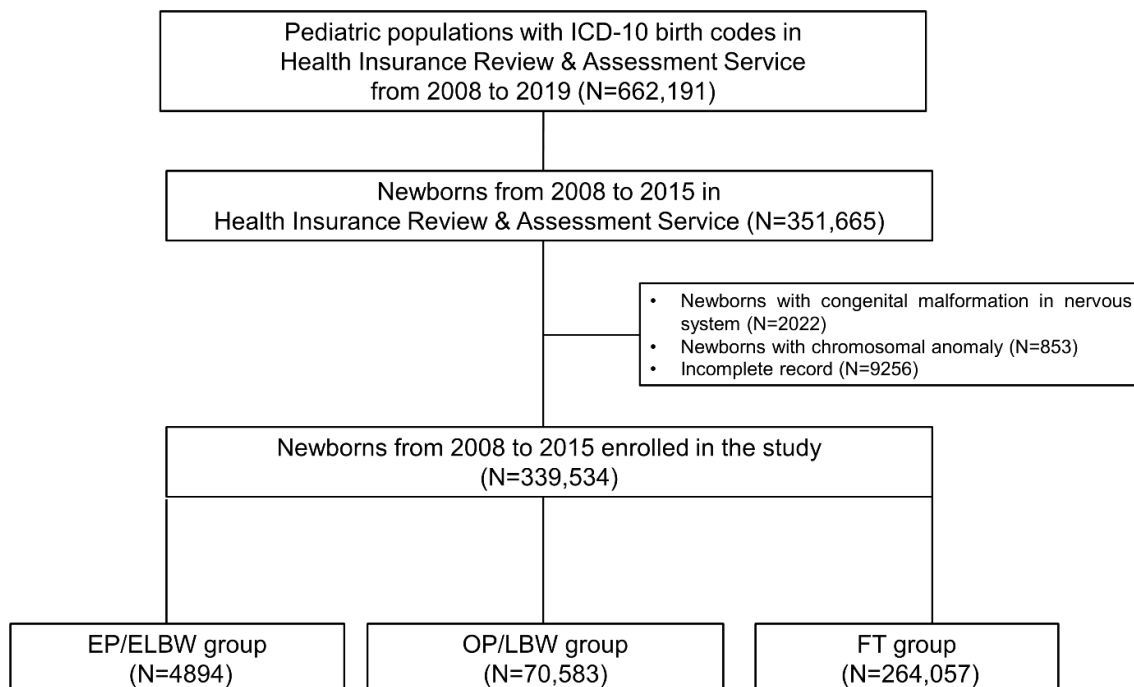 Pediatric populations with ICD-10 birth codes in
Health Insurance Review & Assessment Service
from 2008 to 2019 (N=662,191)
Newborns from 2008 to 2015 in
Health Insurance Review & Assessment Service (N=351,665)
• Newborns with congenital malformation in nervous
system (N=2022)
• Newborns with chromosomal anomaly (N=853)
• Incomplete record (N=9256)
Newborns from 2008 to 2015 enrolled in the study
(N=339,534)
EP/ELBW group
(N=4894)
OP/LBW group
(N=70,583)
FT group
(N=264,057)